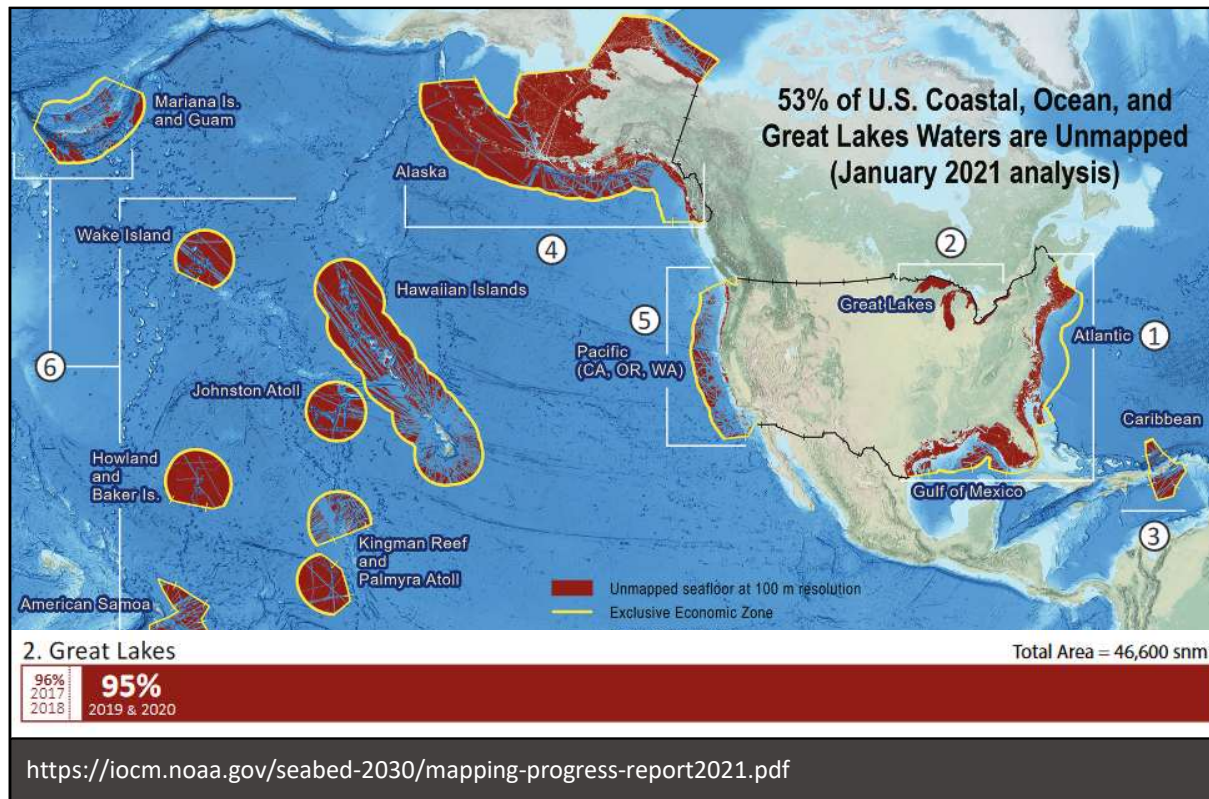 53% of U.S. Coastal, Ocean, and
Great Lakes Waters are Unmapped
(January 2021 analysis)
Mariana Is.
and Guam
Alaska
Wake Island
4
2
Hawaiian Islands
Great Lakes
5
Atlantic
1
6
Pacific
(CA, OR, WA)
Johnston Atoll
Caribbean
Howland
and
Baker Is.
Gulf of Mexico
3
Kingman Reef
and
Palmyra Atoll
American Samoa
Unmapped seafloor at 100 m resolution
Exclusive Economic Zone
2. Great Lakes
Total Area = 46,600 snm
96%
2017
2018
95%
2019 & 2020
https://iocm.noaa.gov/seabed-2030/mapping-progress-report2021.pdf